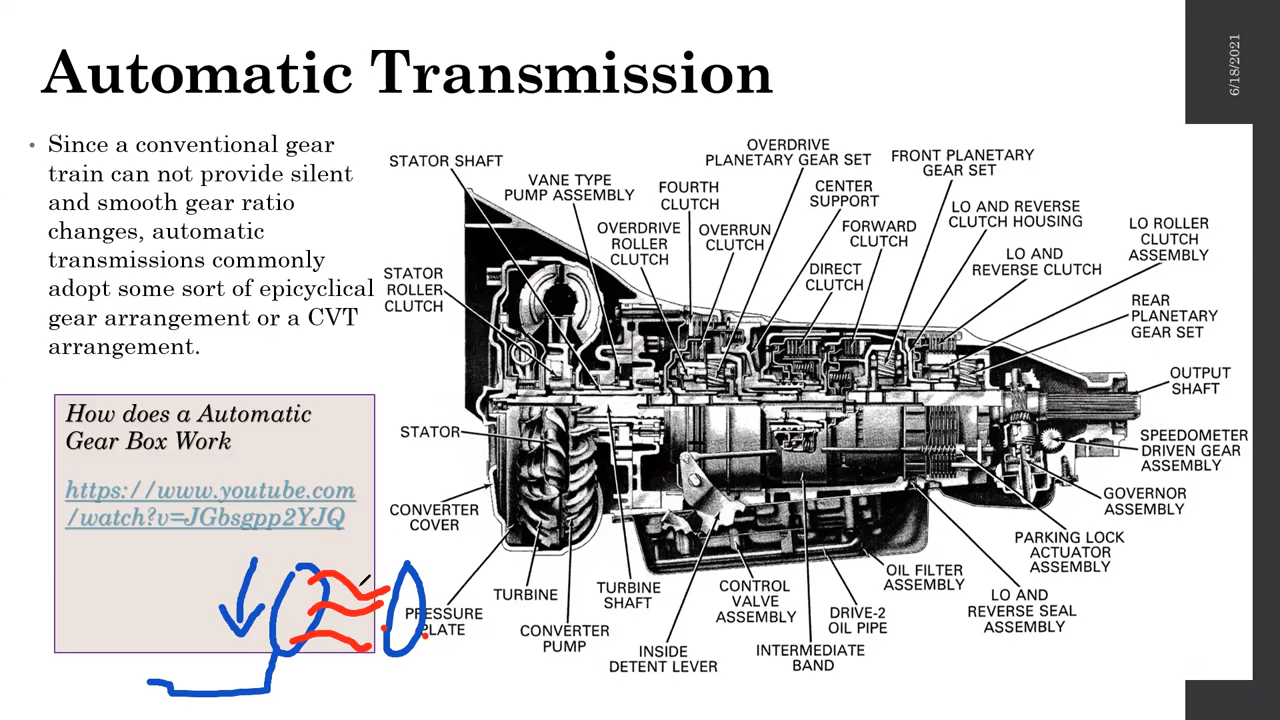 Automatic Transmission
6/18/2021
• Since a conventional gear
train can not provide silent
and smooth gear ratio
changes, automatic
transmissions commonly
adopt some sort of epicyclical
gear arrangement or a CVT
arrangement.
How does a Automatic
Gear Box Work
https://www.youtube.com
/watch?v=JGbsgpp2YJQ
STATOR SHAFT
VANE TYPE
PUMP ASSEMBLY
FOURTH
CLUTCH
OVERDRIVE
PLANETARY GEAR SET
CENTER
SUPPORT
FRONT PLANETARY
GEAR SET
OVERDRIVE
ROLLER
CLUTCH
OVERRUN
CLUTCH
FORWARD
CLUTCH
LO AND REVERSE
CLUTCH HOUSING
LO ROLLER
CLUTCH
ASSEMBLY
STATOR
ROLLER
CLUTCH
DIRECT
CLUTCH
LO AND
REVERSE CLUTCH
REAR
PLANETARY
GEAR SET
OUTPUT
SHAFT
STATOR
SPEEDOMETER
DRIVEN GEAR
ASSEMBLY
CONVERTER
COVER
GOVERNOR
ASSEMBLY
PARKING LOCK
ACTUATOR
ASSEMBLY
PRESSURE
PLATE
TURBINE
CONVERTER
PUMP
TURBINE
SHAFT
INSIDE
DETENT LEVER
CONTROL
VALVE
ASSEMBLY
INTERMEDIATE
BAND
DRIVE-2
OIL PIPE
OIL FILTER
ASSEMBLY
LO AND
REVERSE SEAL
ASSEMBLY